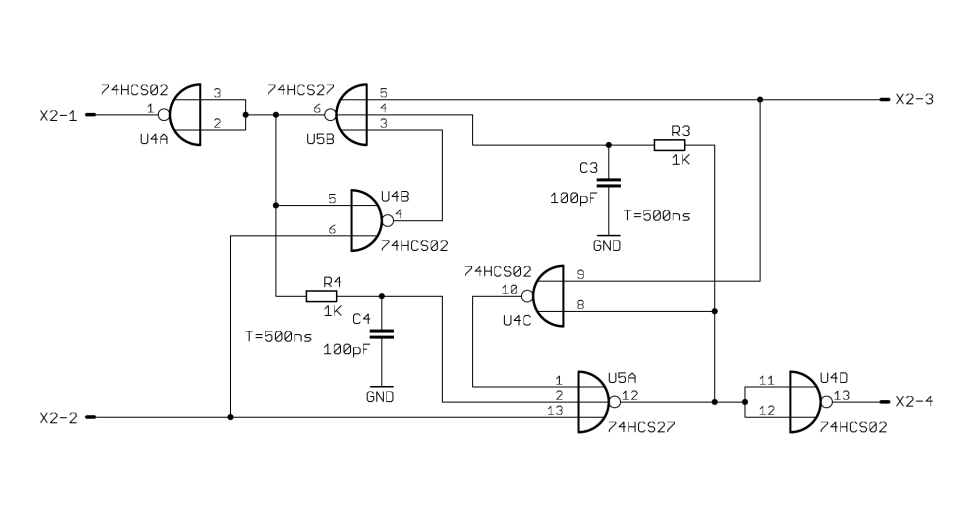 74HCS02
X2-1
1
3
2
U4A
74HCS27
6
U5B
5
4
3
X2-3
R3
1K
C3
100pF
T=500ns
GND
5
6
U4B
4
74HCS02
74HCS02
10
U4C
9
8
R4
1K
T=500ns
C4
100pF
GND
X2-2
1
2
13
U5A
12
74HCS27
11
12
U4D
13
74HCS02
X2-4